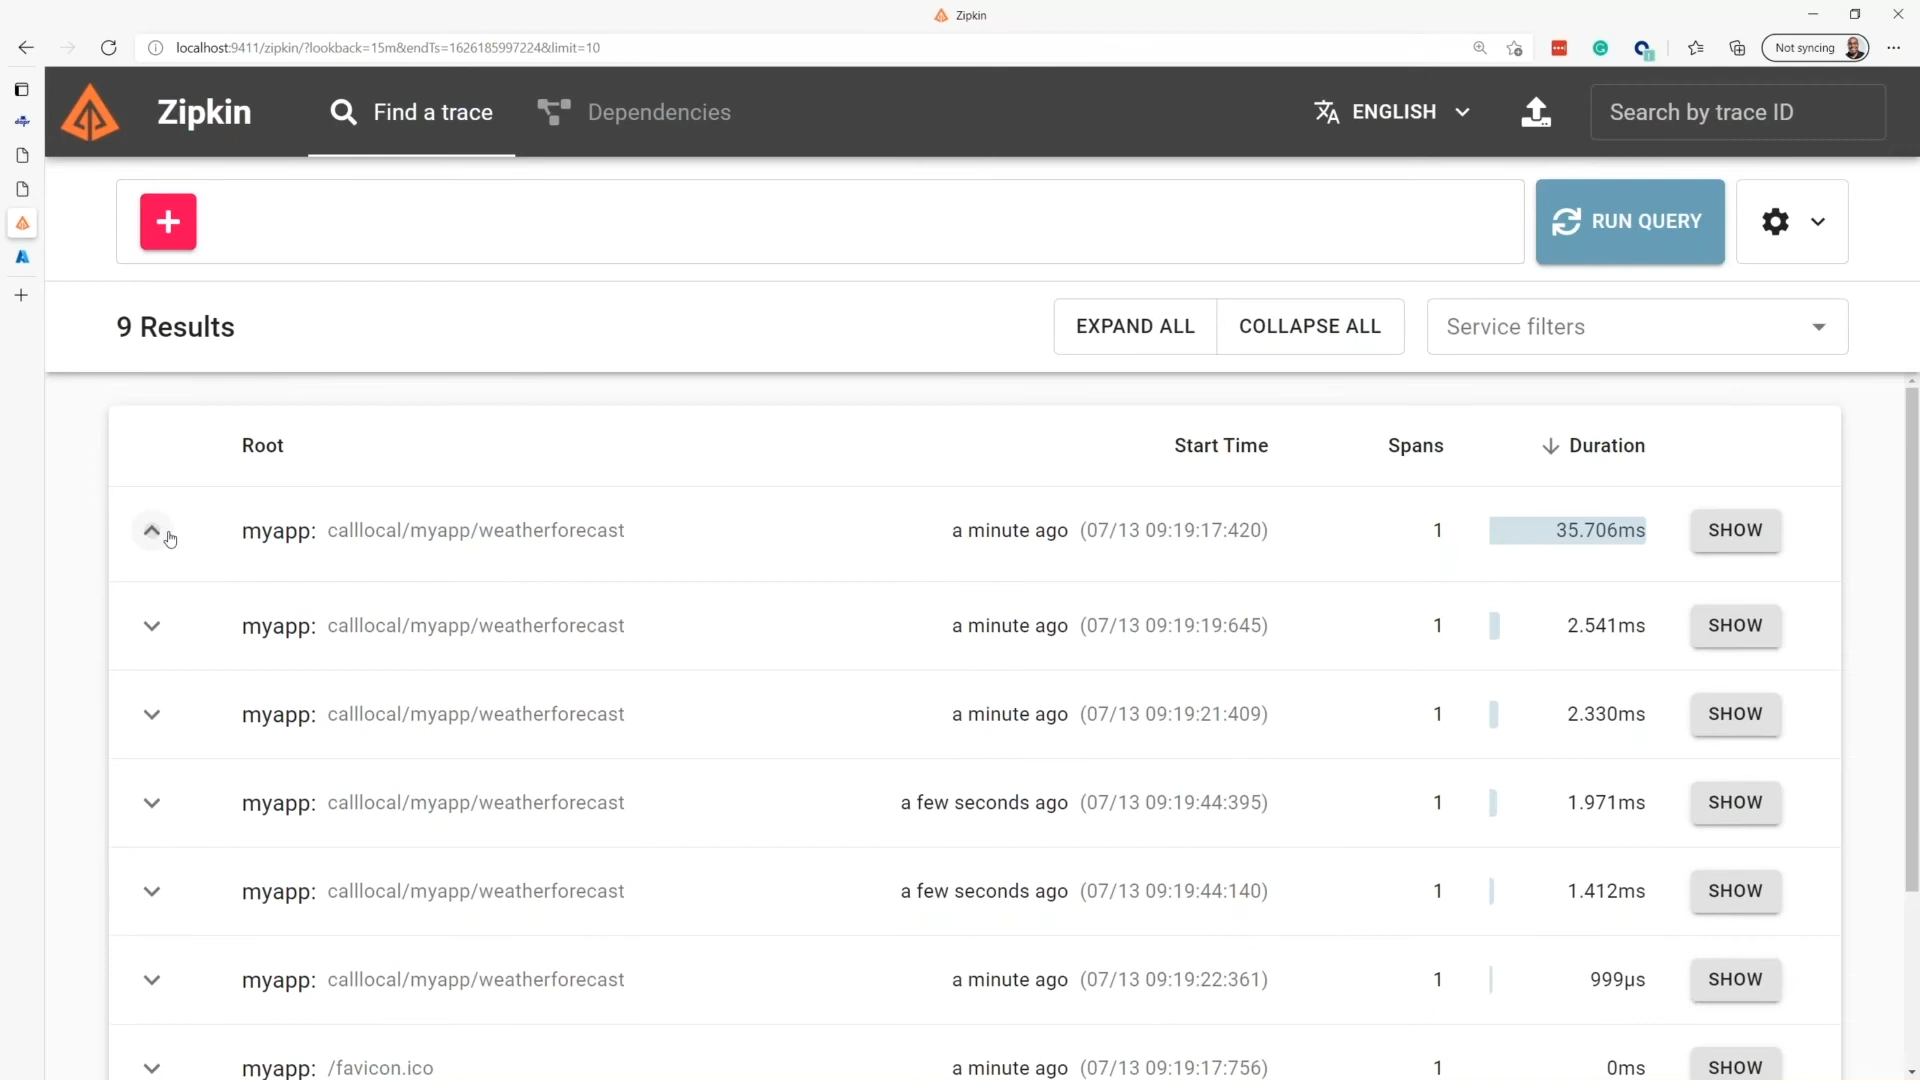 Zipkin
localhost:9411/zipkin/?lookback=15m&endTs=1626185997224&limit=10
Not syncing
Zipkin
Find a trace
Dependencies
ENGLISH
Search by trace ID
RUN QUERY
9 Results
EXPAND ALL
COLLAPSE ALL
Service filters
Root Start Time Spans Duration
myapp: calllocal/myapp/weatherforecast a minute ago (07/13 09:19:17:420) 1 35.706ms SHOW
myapp: calllocal/myapp/weatherforecast a minute ago (07/13 09:19:19:645) 1 2.541ms SHOW
myapp: calllocal/myapp/weatherforecast a minute ago (07/13 09:19:21:409) 1 2.330ms SHOW
myapp: calllocal/myapp/weatherforecast a few seconds ago (07/13 09:19:44:395) 1 1.971ms SHOW
myapp: calllocal/myapp/weatherforecast a few seconds ago (07/13 09:19:44:140) 1 1.412ms SHOW
myapp: calllocal/myapp/weatherforecast a minute ago (07/13 09:19:22:361) 1 999µs SHOW
myapp: /favicon.ico a minute ago (07/13 09:19:17:756) 1 0ms SHOW